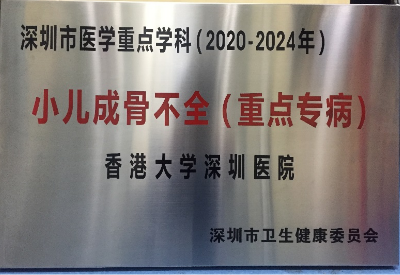 深圳市医学重点学科(2020-2024年)
小儿成骨不全(重点专病)
香港大学深圳医院
深圳市卫生健康委员会